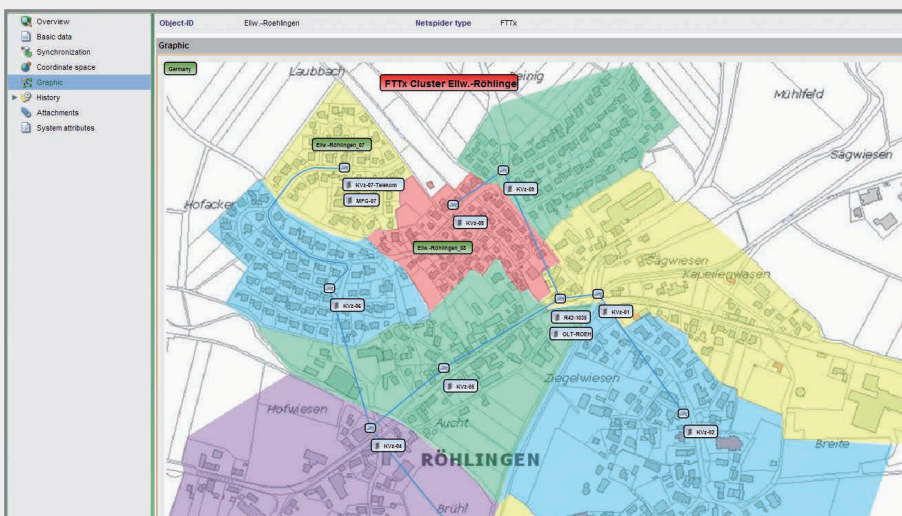 Overview
Basic data
Synchronization
Coordinate space
Graphic
History
Attachments
System attributes
Object-ID Ellw.-Roehlingen Netspider type FTTx
Graphic
Germany
FTTx Cluster Ellw.-Röhlinge
Laubbach
Mühlfeld
Sägwiesen
Ellw.-Röhlingen_07
KVz-07-Telekom
MFG-07
KVz-09
Hofacker
KVz-08
Ellw.-Röhlingen_08
Sägwiesen
Kapellenwasen
KVz-06
KVz-01
R42-1035
OLT-ROEH
KVz-05
Ziegelwiesen
Hofwiesen
Aucht
KVz-02
KVz-04
Breite
RÖHLINGEN
Brühl